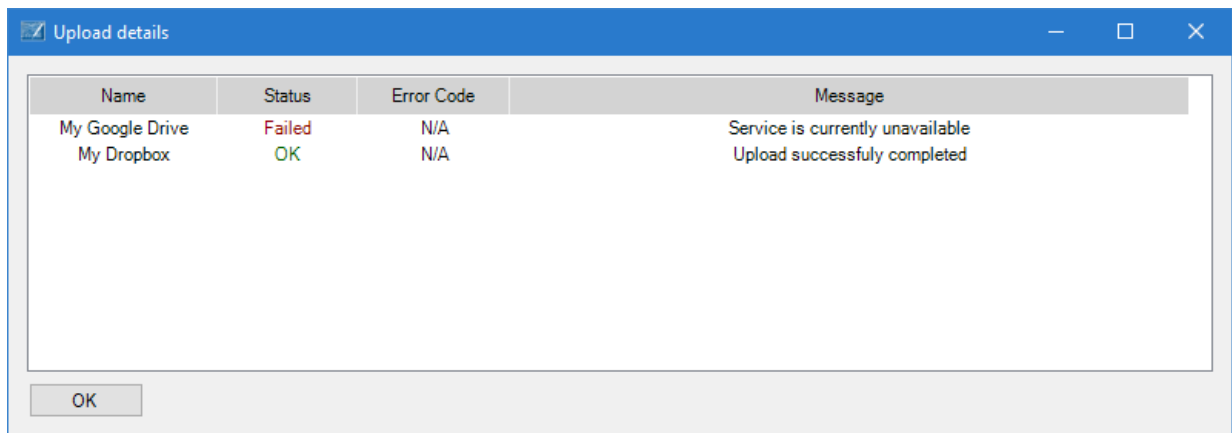 Upload details
Name Status Error Code Message
My Google Drive Failed N/A Service is currently unavailable
My Dropbox OK N/A Upload successfuly completed
OK